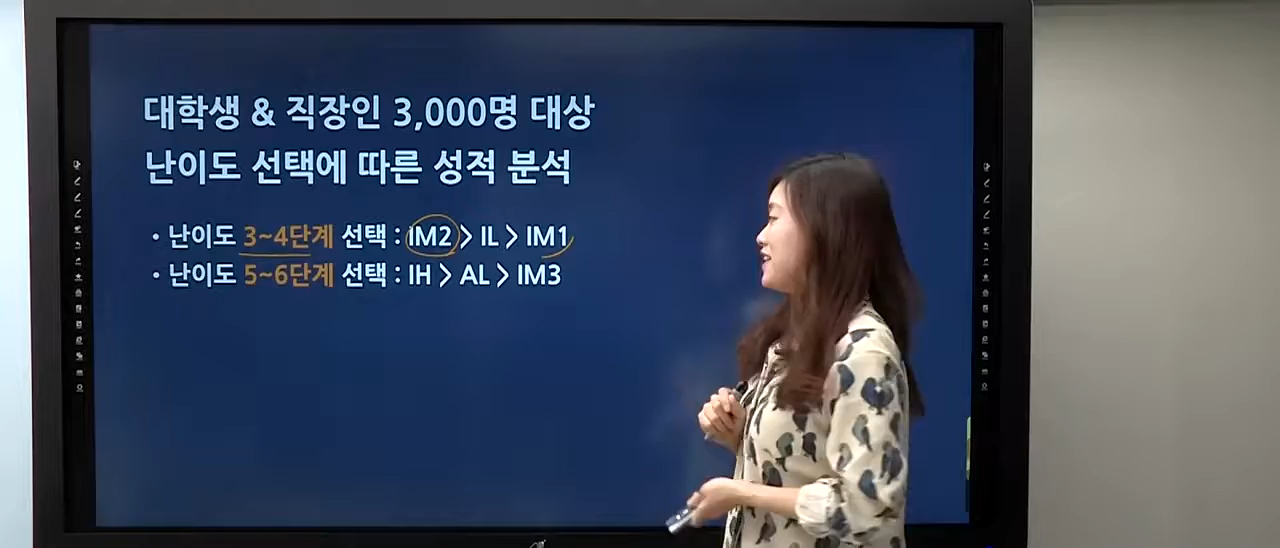 대학생 & 직장인 3,000명 대상
난이도 선택에 따른 성적 분석
• 난이도 3~4단계 선택 : IM2 > IL > IM1
• 난이도 5~6단계 선택 : IH > AL > IM3